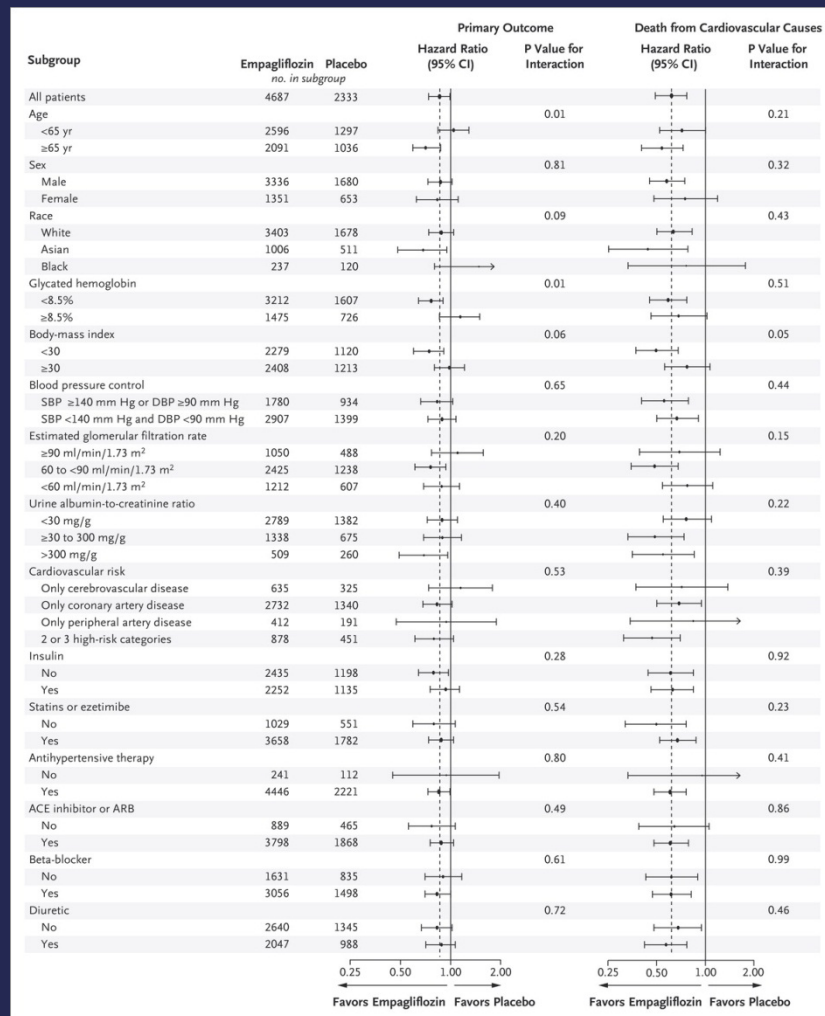 Primary Outcome Death from Cardiovascular Causes
Subgroup Empagliflozin Placebo Hazard Ratio (95% CI) P Value for Interaction Hazard Ratio (95% CI) P Value for Interaction
no. in subgroup
All patients 4687 2333
Age 0.01 0.21
<65 yr 2596 1297
≥65 yr 2091 1036
Sex 0.81 0.32
Male 3336 1680
Female 1351 653
Race 0.09 0.43
White 3403 1678
Asian 1006 511
Black 237 120
Glycated hemoglobin 0.01 0.51
<8.5% 3212 1607
≥8.5% 1475 726
Body-mass index 0.06 0.05
<30 2279 1120
≥30 2408 1213
Blood pressure control 0.65 0.44
SBP ≥140 mm Hg or DBP ≥90 mm Hg 1780 934
SBP <140 mm Hg and DBP <90 mm Hg 2907 1399
Estimated glomerular filtration rate 0.20 0.15
≥90 ml/min/1.73 m² 1050 488
60 to <90 ml/min/1.73 m² 2425 1238
<60 ml/min/1.73 m² 1212 607
Urine albumin-to-creatinine ratio 0.40 0.22
<30 mg/g 2789 1382
≥30 to 300 mg/g 1338 675
>300 mg/g 509 260
Cardiovascular risk 0.53 0.39
Only cerebrovascular disease 635 325
Only coronary artery disease 2732 1340
Only peripheral artery disease 412 191
2 or 3 high-risk categories 878 451
Insulin 0.28 0.92
No 2435 1198
Yes 2252 1135
Statins or ezetimibe 0.54 0.23
No 1029 551
Yes 3658 1782
Antihypertensive therapy 0.80 0.41
No 241 112
Yes 4446 2221
ACE inhibitor or ARB 0.49 0.86
No 889 465
Yes 3798 1868
Beta-blocker 0.61 0.99
No 1631 835
Yes 3056 1498
Diuretic 0.72 0.46
No 2640 1345
Yes 2047 988
0.25 0.50 1.00 2.00 0.25 0.50 1.00 2.00
Favors Empagliflozin Favors Placebo Favors Empagliflozin Favors Placebo